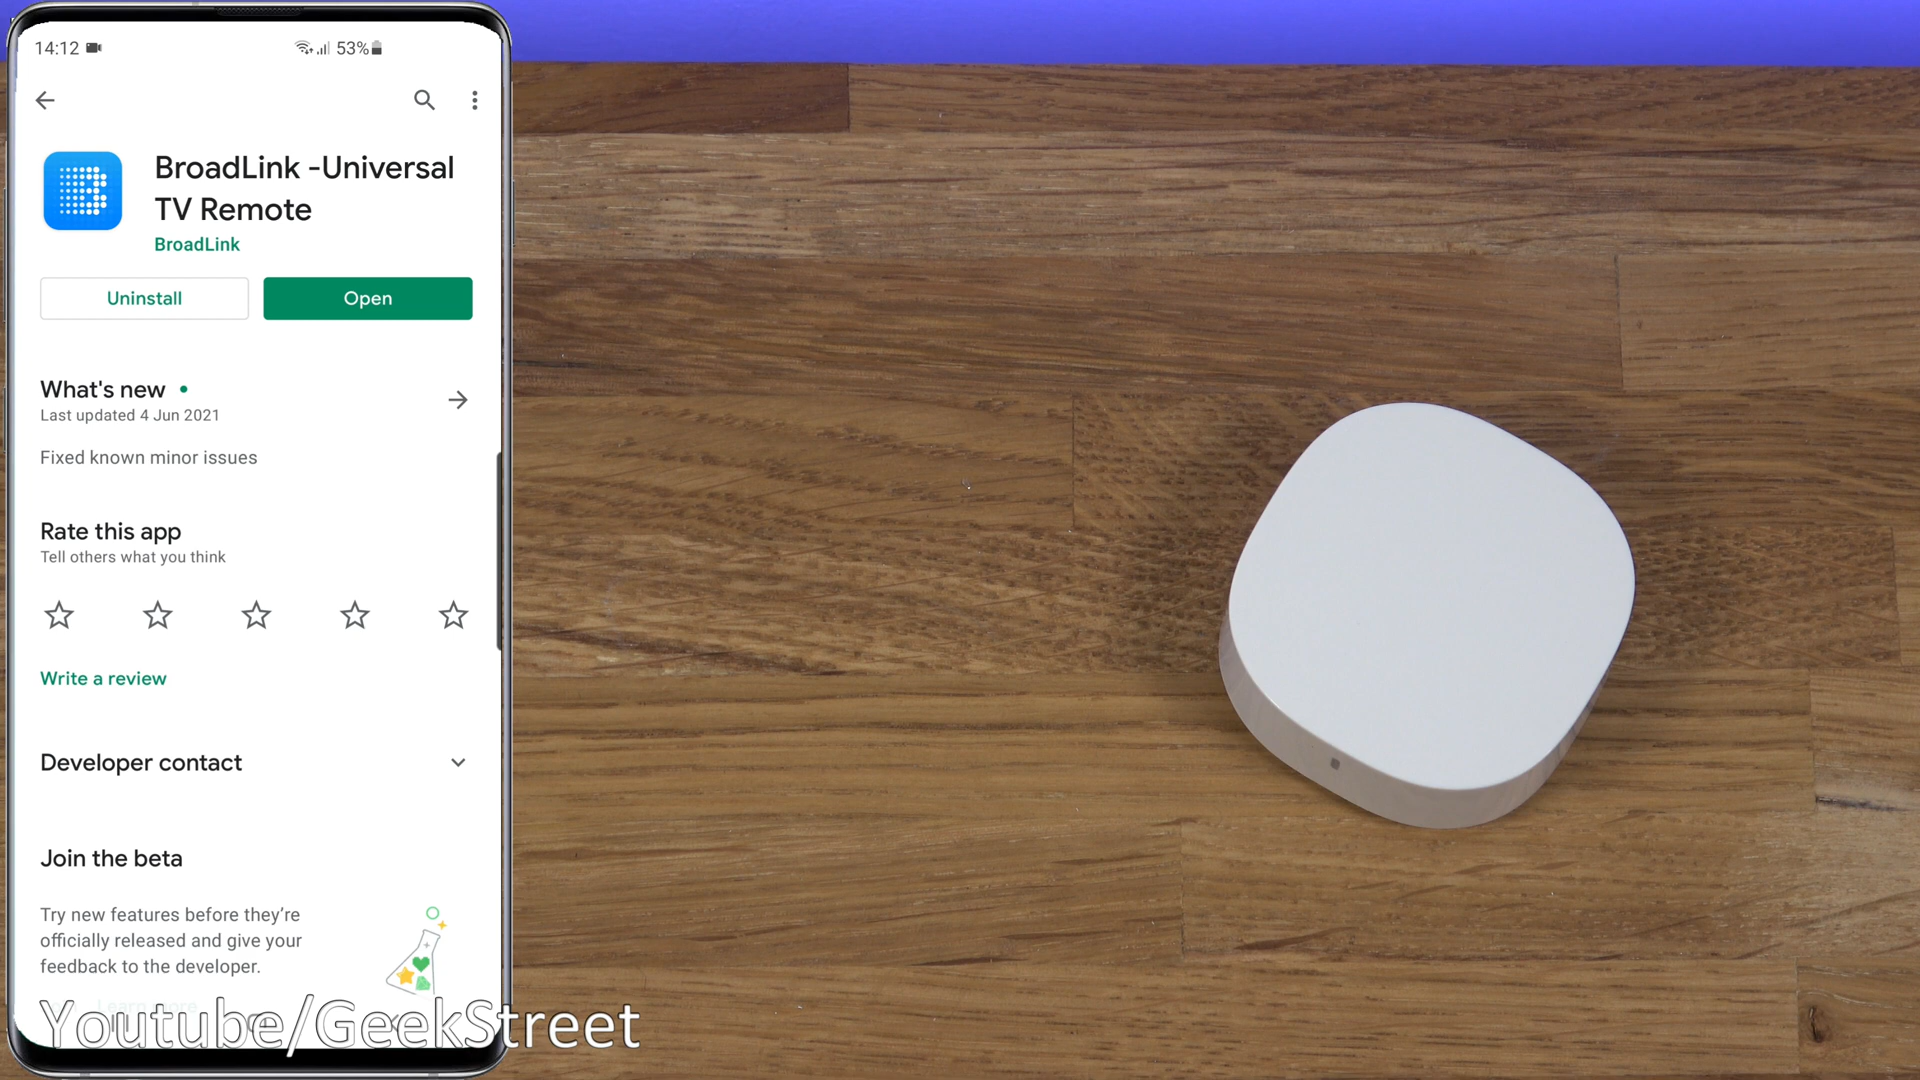 14:12
53%
BroadLink -Universal
TV Remote
BroadLink
Uninstall
Open
What's new
Last updated 4 Jun 2021
Fixed known minor issues
Rate this app
Tell others what you think
Write a review
Developer contact
Join the beta
Try new features before they're
officially released and give your
feedback to the developer.
Learn more
Youtube/GeekStreet